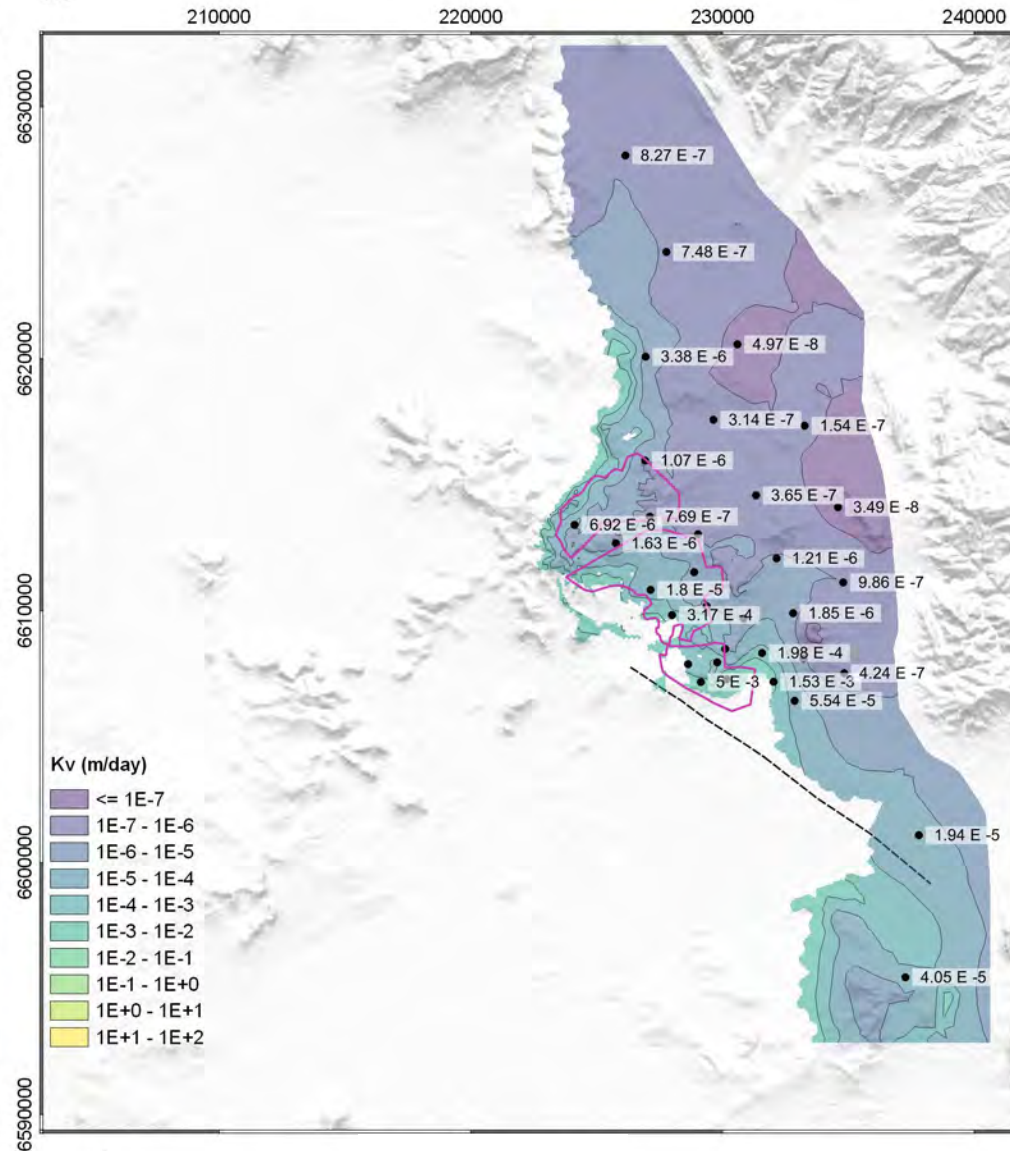 210000 220000 230000 240000
6630000
6620000
6610000
6600000
6590000
8.27 E -7
7.48 E -7
4.97 E -8
3.38 E -6
3.14 E -7
1.54 E -7
1.07 E -6
3.65 E -7
3.49 E -8
7.69 E -7
6.92 E -6
1.63 E -6
1.21 E -6
9.86 E -7
1.8 E -5
1.85 E -6
3.17 E -4
1.98 E -4
4.24 E -7
5 E -3
1.53 E -3
5.54 E -5
1.94 E -5
4.05 E -5
Kv (m/day)
<= 1E-7
1E-7 - 1E-6
1E-6 - 1E-5
1E-5 - 1E-4
1E-4 - 1E-3
1E-3 - 1E-2
1E-2 - 1E-1
1E-1 - 1E+0
1E+0 - 1E+1
1E+1 - 1E+2